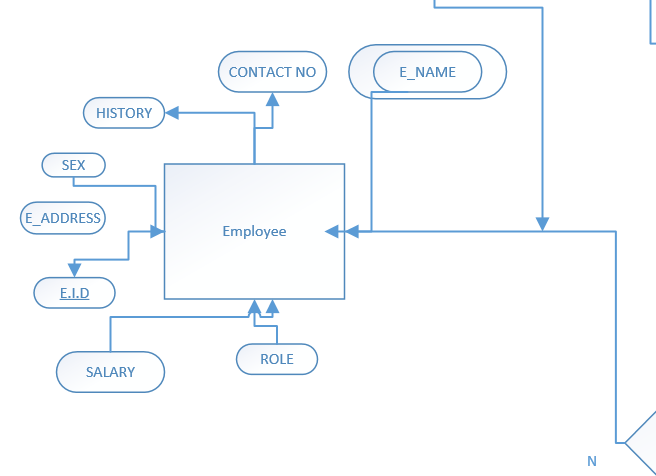 CONTACT NO
E_NAME
HISTORY
SEX
E_ADDRESS
Employee
E.I.D
ROLE
SALARY
N